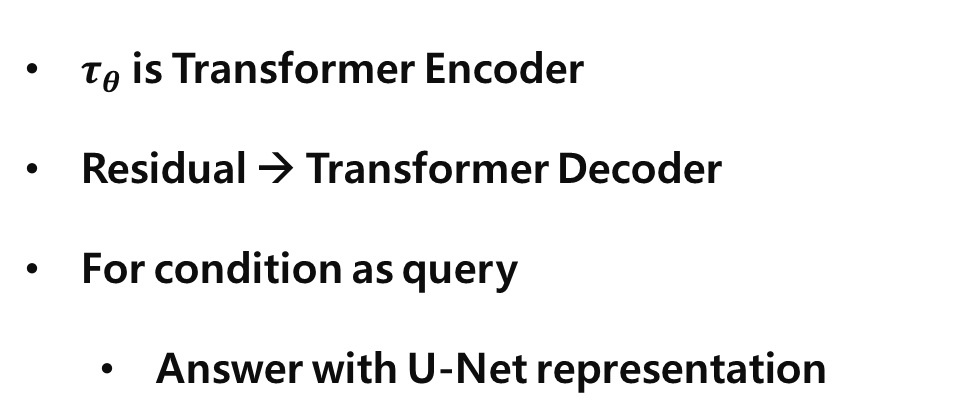 • τθ is Transformer Encoder
• Residual → Transformer Decoder
• For condition as query
• Answer with U-Net representation